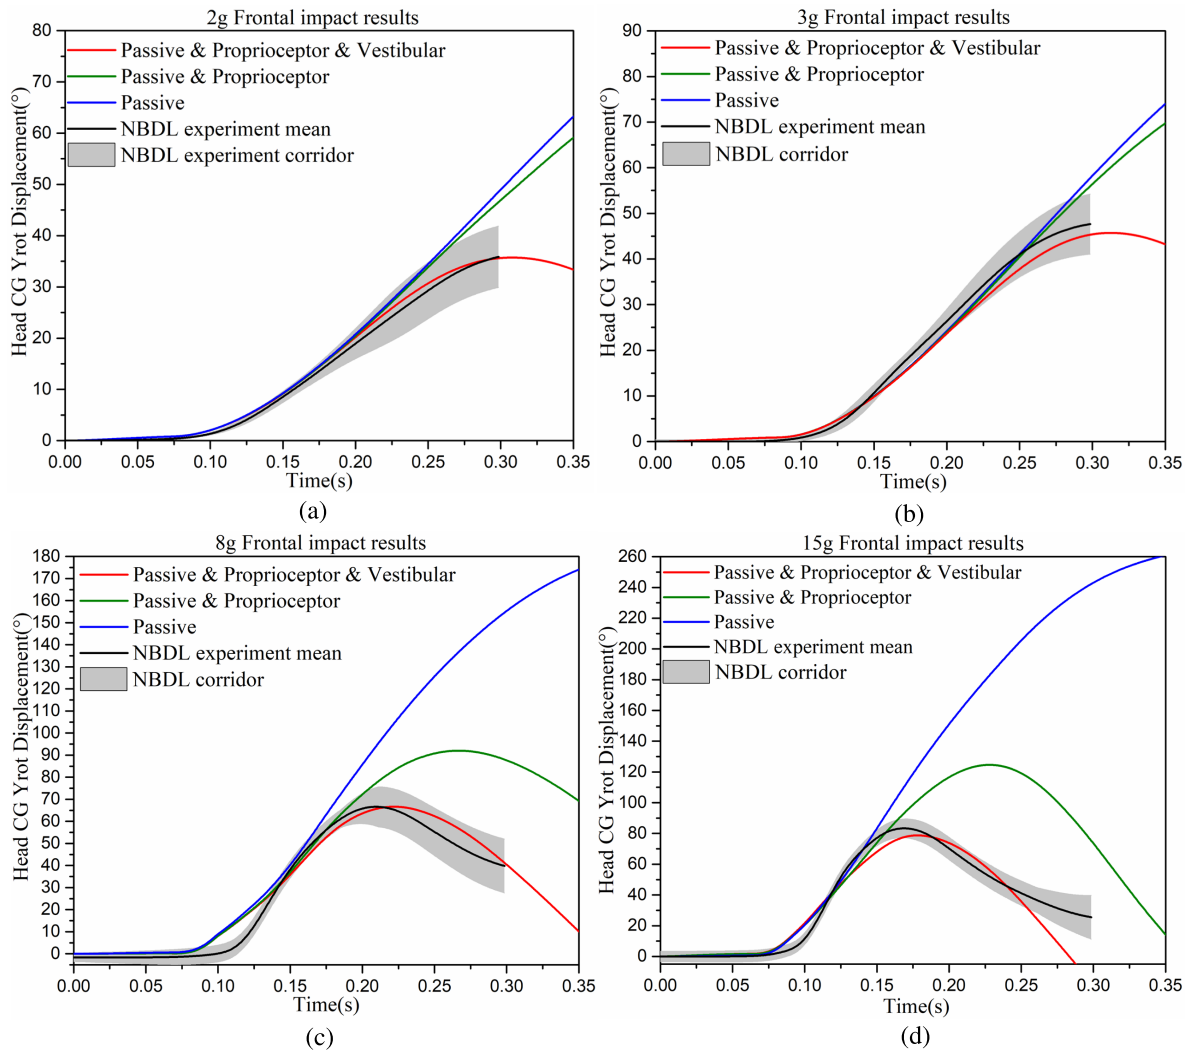 2g Frontal impact results
Passive & Proprioceptor & Vestibular
Passive & Proprioceptor
Passive
NBDL experiment mean
NBDL experiment corridor
Head CG Yrot Displacement(°)
80
70
60
50
40
30
20
10
0
0.00 0.05 0.10 0.15 0.20 0.25 0.30 0.35
Time(s)
(a)
3g Frontal impact results
Passive & Proprioceptor & Vestibular
Passive & Proprioceptor
Passive
NBDL experiment mean
NBDL corridor
Head CG Yrot Displacement(°)
90
80
70
60
50
40
30
20
10
0
0.00 0.05 0.10 0.15 0.20 0.25 0.30 0.35
Time(s)
(b)
8g Frontal impact results
Passive & Proprioceptor & Vestibular
Passive & Proprioceptor
Passive
NBDL experiment mean
NBDL corridor
Head CG Yrot Displacement(°)
180
170
160
150
140
130
120
110
100
90
80
70
60
50
40
30
20
10
0
0.00 0.05 0.10 0.15 0.20 0.25 0.30 0.35
Time(s)
(c)
15g Frontal impact results
Passive & Proprioceptor & Vestibular
Passive & Proprioceptor
Passive
NBDL experiment mean
NBDL corridor
Head CG Yrot Displacement(°)
260
240
220
200
180
160
140
120
100
80
60
40
20
0
0.00 0.05 0.10 0.15 0.20 0.25 0.30 0.35
Time(s)
(d)